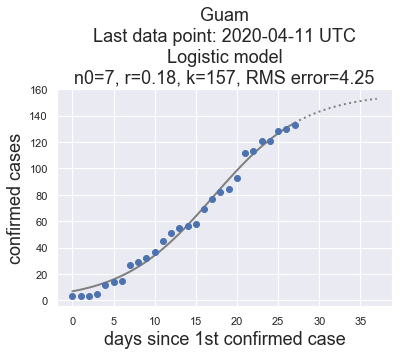 Guam
Last data point: 2020-04-11 UTC
Logistic model
n0=7, r=0.18, k=157, RMS error=4.25
160
140
120
100
80
60
40
20
0
confirmed cases
0 5 10 15 20 25 30 35
days since 1st confirmed case